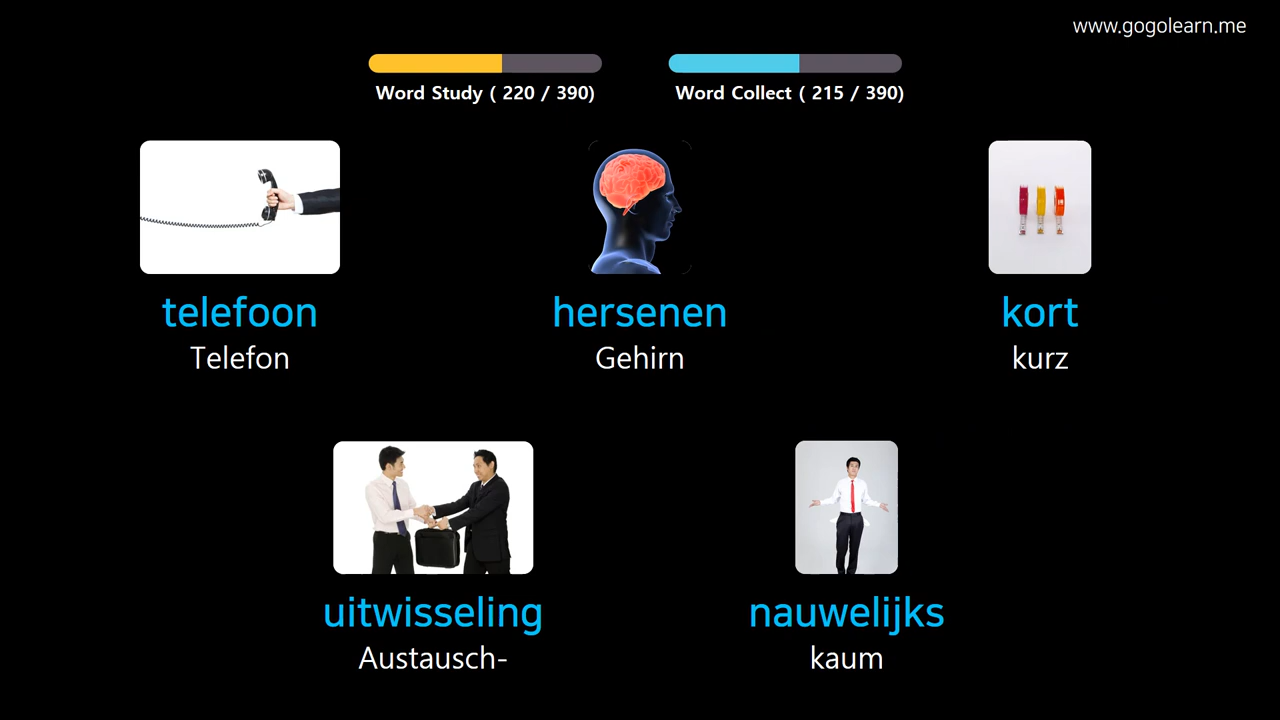 www.gogolearn.me
Word Study ( 220 / 390)
Word Collect ( 215 / 390)
telefoon
Telefon
hersenen
Gehirn
kort
kurz
uitwisseling
Austausch-
nauwelijks
kaum